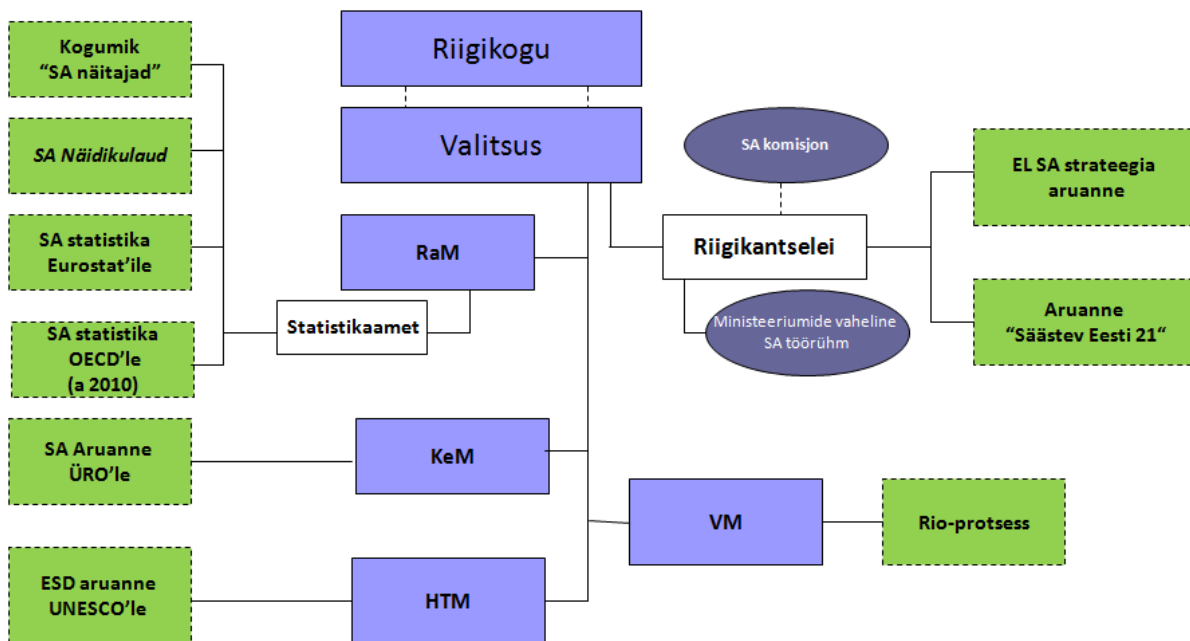 Riigikogu
Valitsus
Kogumik
“SA näitajad”
SA Näidikulaud
SA statistika
Eurostat’ile
SA statistika
OECD’le
(a 2010)
SA Aruanne
ÜRO’le
ESD aruanne
UNESCO’le
RaM
Statistikaamet
KeM
HTM
SA komisjon
Riigikantselei
Ministeeriumide vaheline
SA töörühm
VM
EL SA strateegia
aruanne
Aruanne
“Säästev Eesti 21“
Rio-protsess